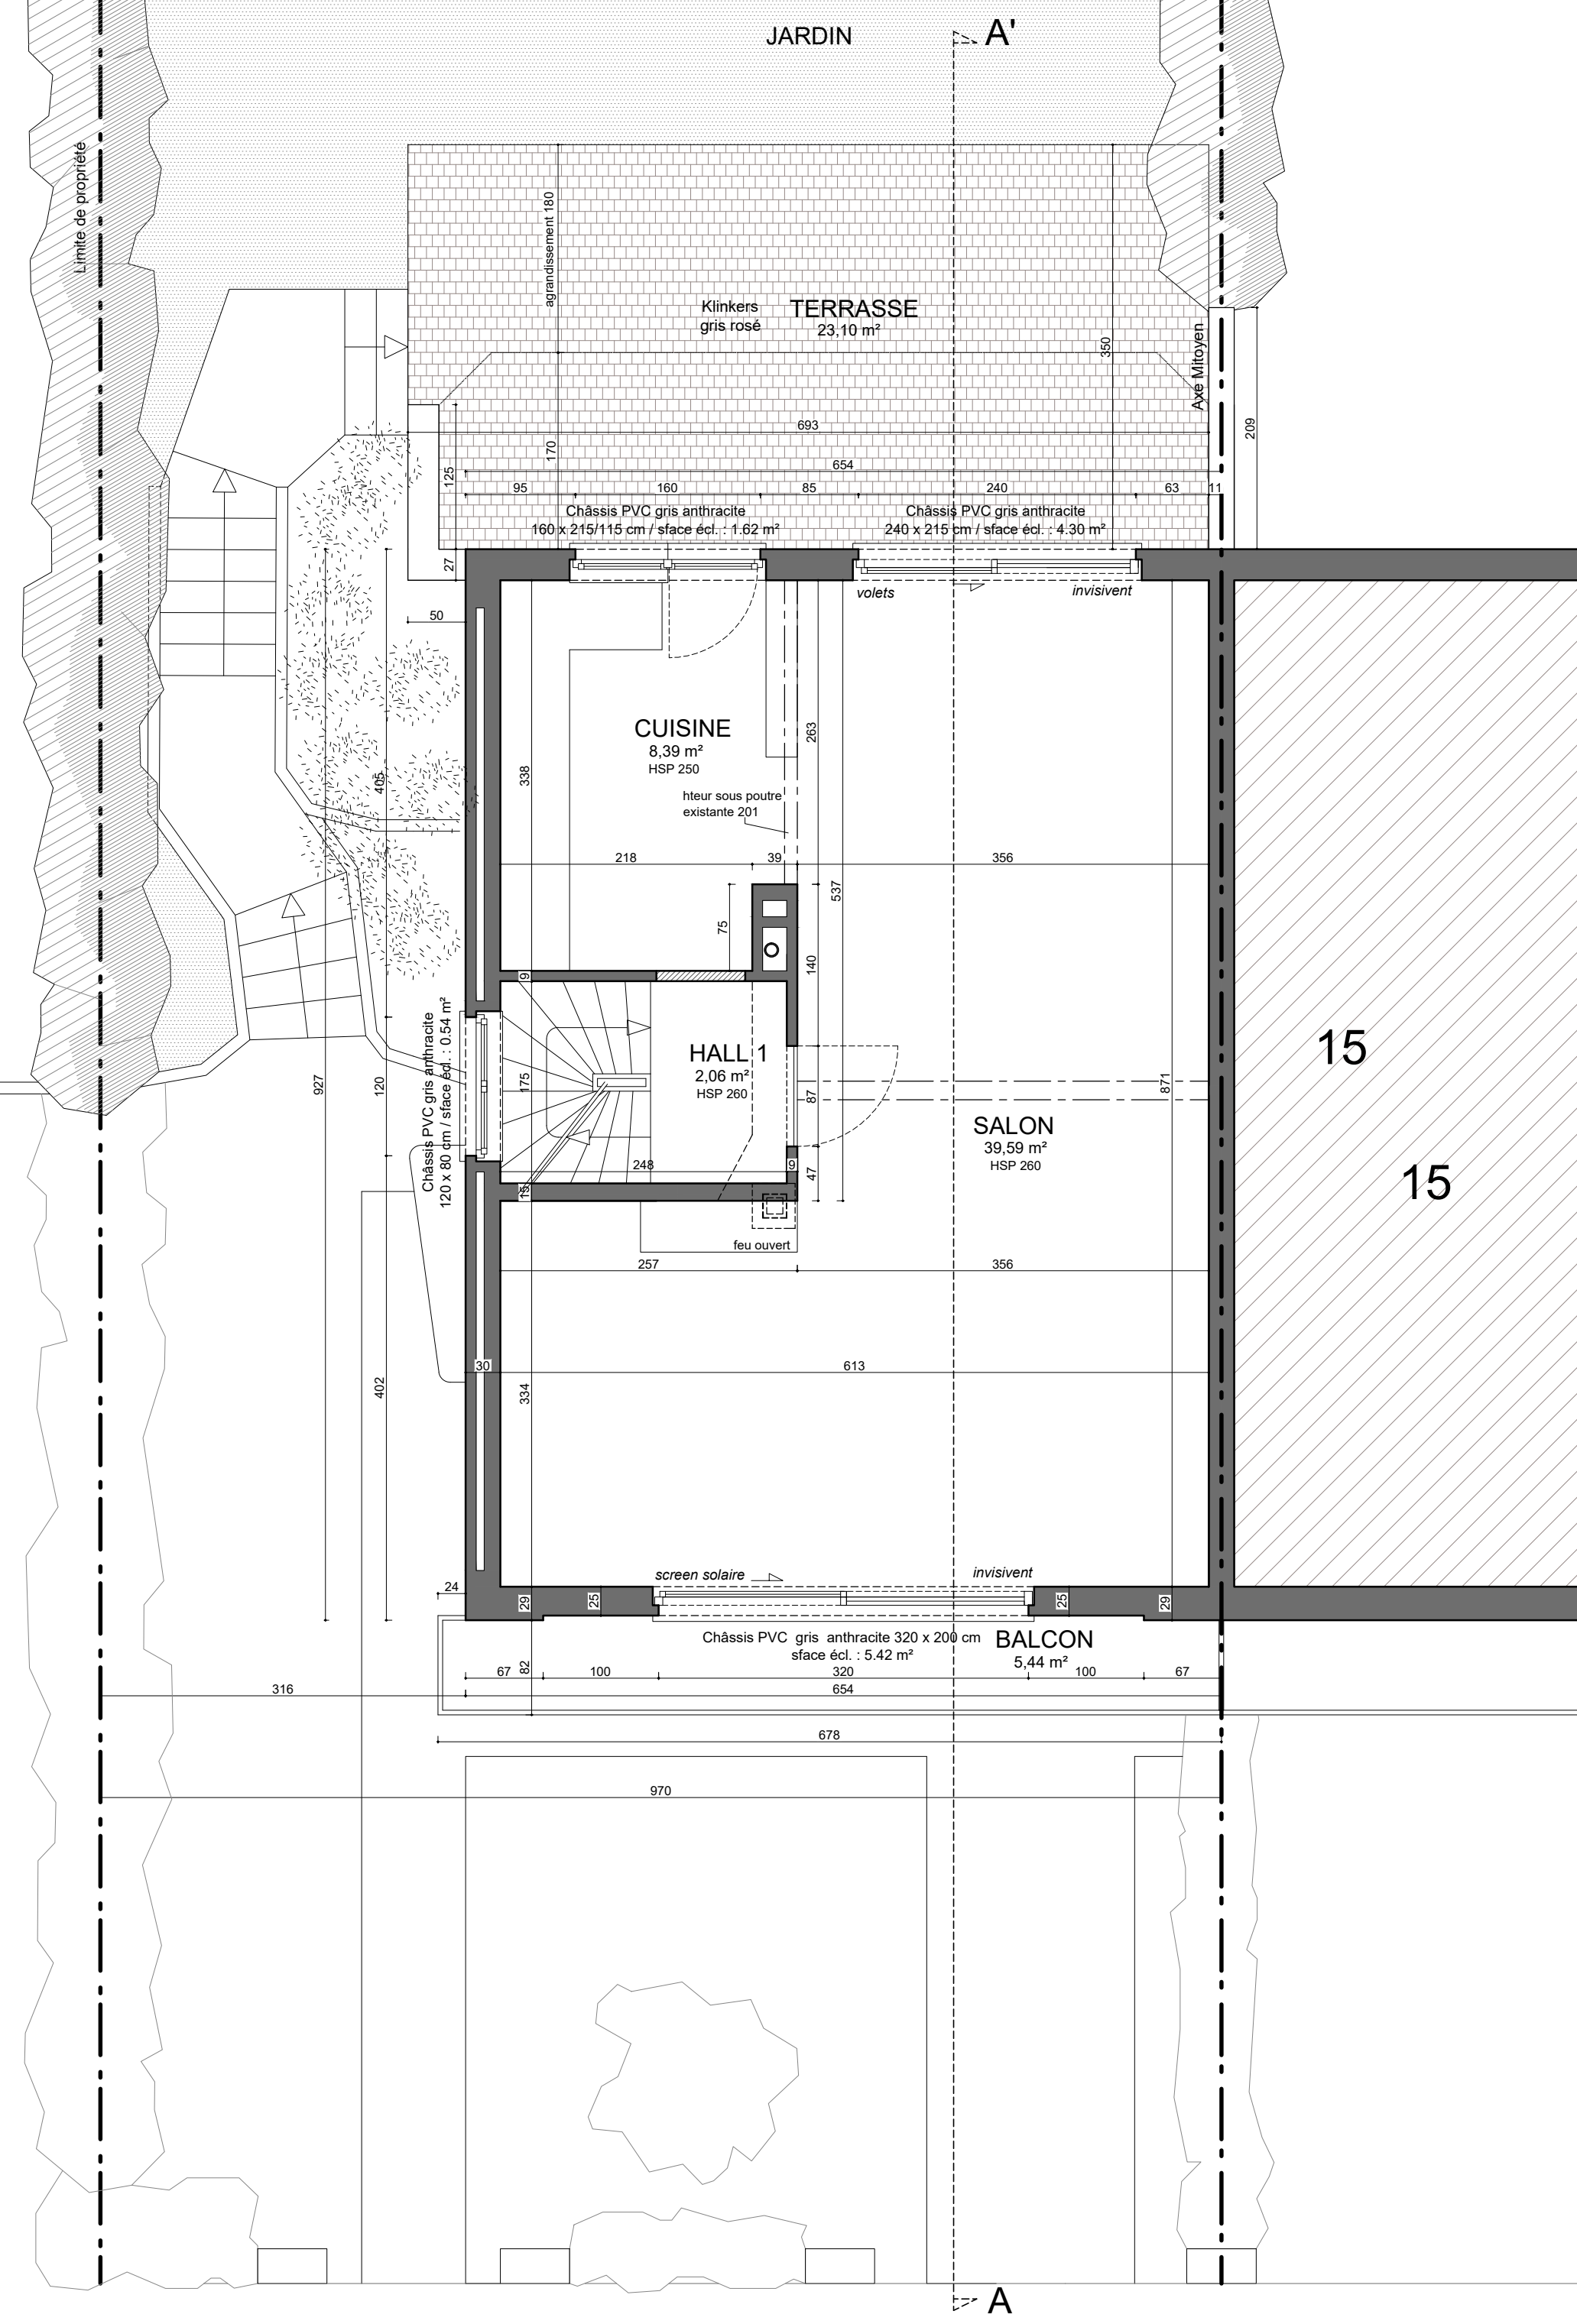 JARDIN
A'
Limite de propriété
agrandissement 180
Klinkers
gris rosé
TERRASSE
23,10 m²
350
Axe Mitoyen
209
693
170
125
654
95
160
85
240
63
11
Châssis PVC gris anthracite
160 x 215/115 cm / sface écl. : 1.62 m²
Châssis PVC gris anthracite
240 x 215 cm / sface écl. : 4.30 m²
27
volets
invisivent
50
CUISINE
8,39 m²
HSP 250
263
338
405
hteur sous poutre
existante 201
218
39
356
537
75
140
9
HALL 1
2,06 m²
HSP 260
Châssis PVC gris anthracite
120 x 80 cm / sface écl. : 0.54 m²
927
120
175
87
871
15
SALON
39,59 m²
HSP 260
248
9
47
15
15
feu ouvert
257
356
30
613
334
402
screen solaire
invisivent
24
29
25
25
29
Châssis PVC gris anthracite 320 x 200 cm
sface écl. : 5.42 m²
BALCON
5,44 m²
82
67
100
320
100
67
316
654
678
970
A